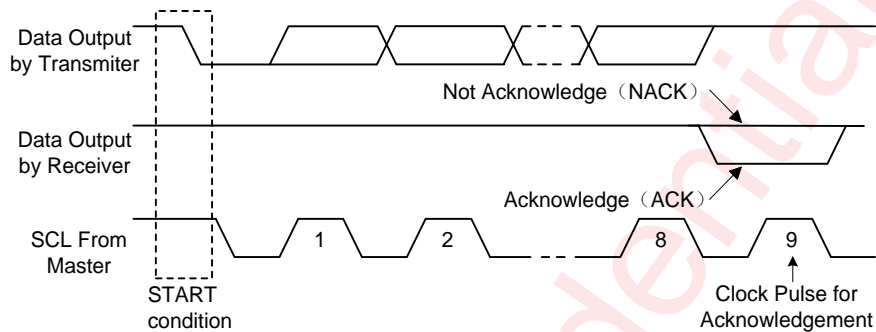 Data Output
by Transmiter
Not Acknowledge（NACK）
Data Output
by Receiver
Acknowledge（ACK）
SCL From
Master
1
2
8
9
START
condition
Clock Pulse for
Acknowledgement